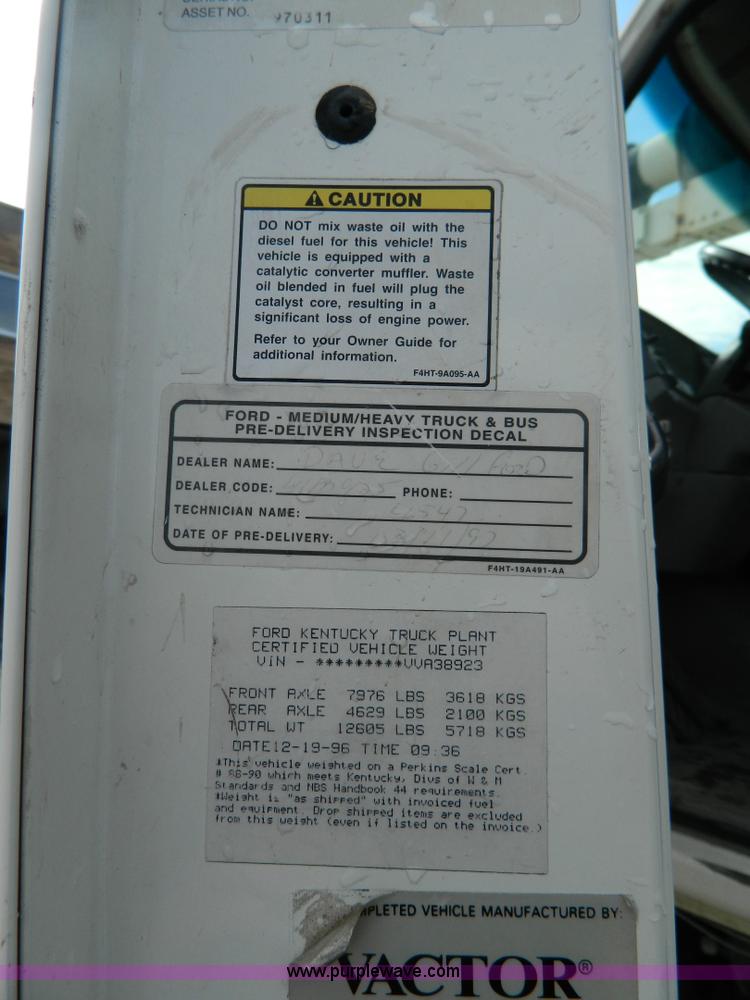 ASSET NO. 970311
CAUTION
DO NOT mix waste oil with the
diesel fuel for this vehicle! This
vehicle is equipped with a
catalytic converter muffler. Waste
oil blended in fuel will plug the
catalyst core, resulting in a
significant loss of engine power.
Refer to your Owner Guide for
additional information.
F4HT-9A095-AA
FORD - MEDIUM/HEAVY TRUCK & BUS
PRE-DELIVERY INSPECTION DECAL
DEALER NAME: DAVE Gill FORD
DEALER CODE: PHONE:
TECHNICIAN NAME:
DATE OF PRE-DELIVERY:
F4HT-19A491-AA
FORD KENTUCKY TRUCK PLANT
CERTIFIED VEHICLE WEIGHT
VIN - *********VVA38923
FRONT AXLE 7976 LBS 3618 KGS
REAR AXLE 4629 LBS 2100 KGS
TOTAL WT 12605 LBS 5718 KGS
DATE12-19-96 TIME 09:36
*This vehicle weighted on a Perkins Scale Cert.
# 86-90 which meets Kentucky, Divs of W & M
Standards and NBS Handbook 44 requirements.
*Weight is "as shipped" with invoiced fuel
and equipment. Drop shipped items are excluded
from this weight (even if listed on the invoice.)
PLETED VEHICLE MANUFACTURED BY:
VACTOR®
www.purplewave.com